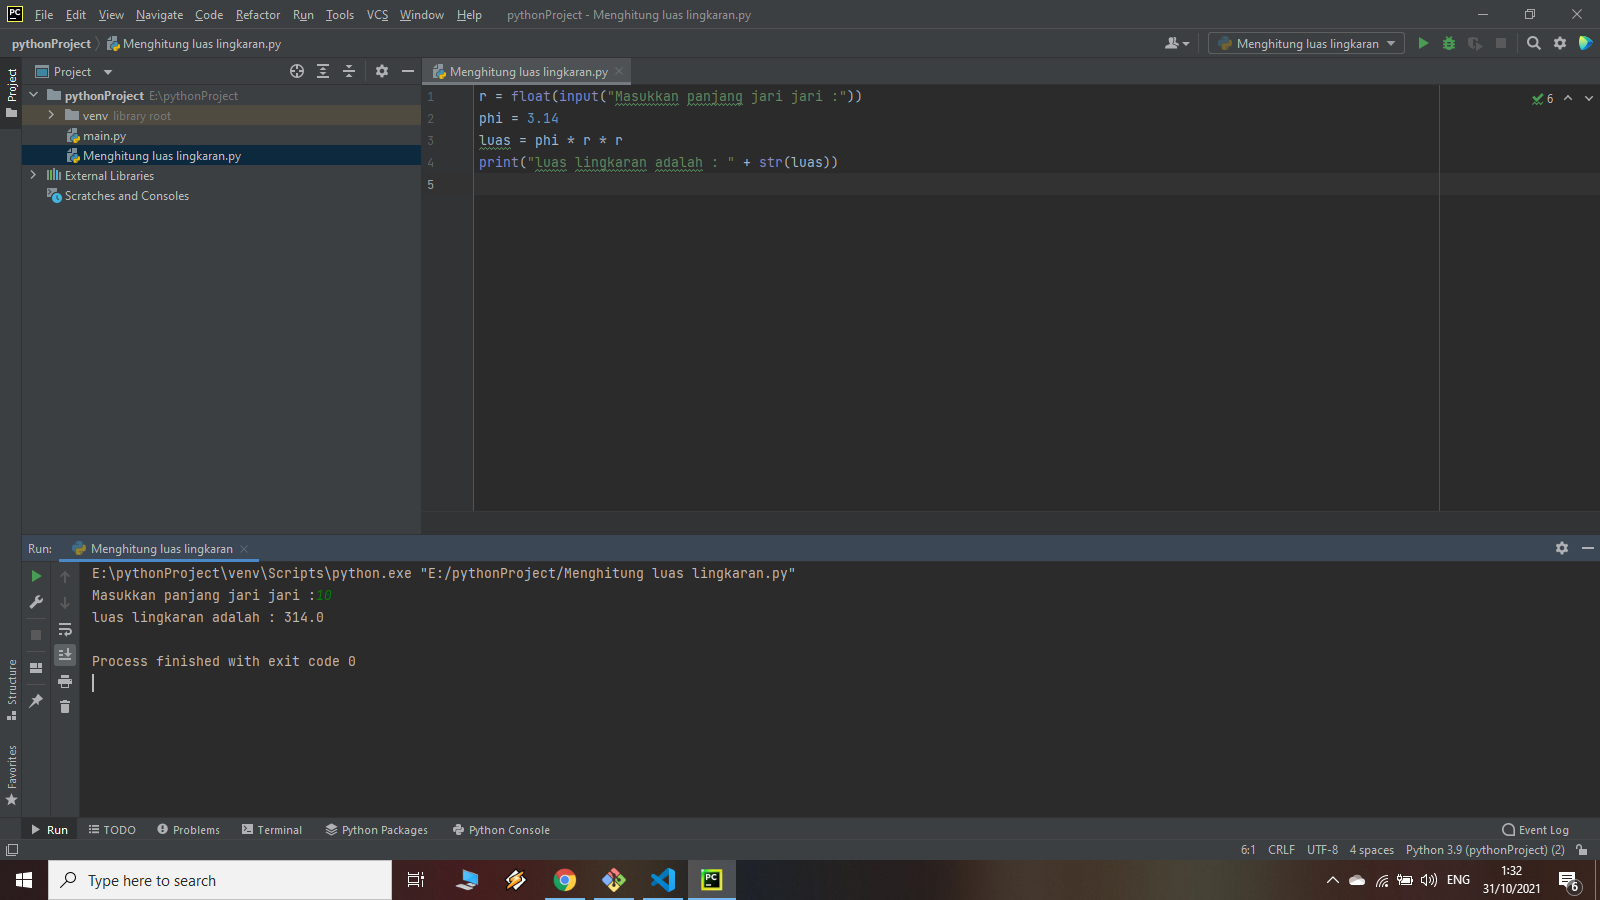 PC File Edit View Navigate Code Refactor Run Tools VCS Window Help pythonProject - Menghitung luas lingkaran.py
pythonProject Menghitung luas lingkaran.py Menghitung luas lingkaran
Project
Project
Menghitung luas lingkaran.py
pythonProject E:\pythonProject
venv library root
main.py
Menghitung luas lingkaran.py
External Libraries
Scratches and Consoles
1 r = float(input("Masukkan panjang jari jari :"))
2 phi = 3.14
3 luas = phi * r * r
4 print("luas lingkaran adalah : " + str(luas))
5
6
Run: Menghitung luas lingkaran
E:\pythonProject\venv\Scripts\python.exe "E:/pythonProject/Menghitung luas lingkaran.py"
Masukkan panjang jari jari :10
luas lingkaran adalah : 314.0
Process finished with exit code 0
Structure
Favorites
Run TODO Problems Terminal Python Packages Python Console Event Log
6:1 CRLF UTF-8 4 spaces Python 3.9 (pythonProject) (2)
Type here to search PC ENG 1:32
31/10/2021 6